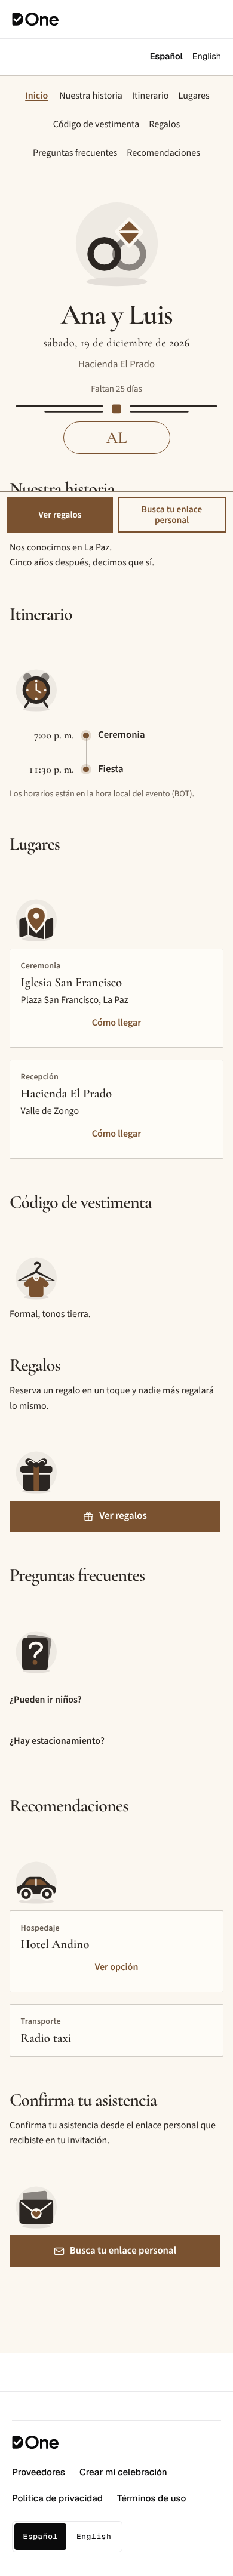 One
Español English
Inicio Nuestra historia Itinerario Lugares
Código de vestimenta Regalos
Preguntas frecuentes Recomendaciones
Ana y Luis
sábado, 19 de diciembre de 2026
Hacienda El Prado
Faltan 25 días
AL
Nuestra historia
Ver regalos
Busca tu enlace
personal
Nos conocimos en La Paz.
Cinco años después, decimos que sí.
Itinerario
7:00 p. m. Ceremonia
11:30 p. m. Fiesta
Los horarios están en la hora local del evento (BOT).
Lugares
Ceremonia
Iglesia San Francisco
Plaza San Francisco, La Paz
Cómo llegar
Recepción
Hacienda El Prado
Valle de Zongo
Cómo llegar
Código de vestimenta
Formal, tonos tierra.
Regalos
Reserva un regalo en un toque y nadie más regalará
lo mismo.
Ver regalos
Preguntas frecuentes
?
¿Pueden ir niños?
¿Hay estacionamiento?
Recomendaciones
Hospedaje
Hotel Andino
Ver opción
Transporte
Radio taxi
Confirma tu asistencia
Confirma tu asistencia desde el enlace personal que
recibiste en tu invitación.
Busca tu enlace personal
One
Proveedores Crear mi celebración
Política de privacidad Términos de uso
Español English